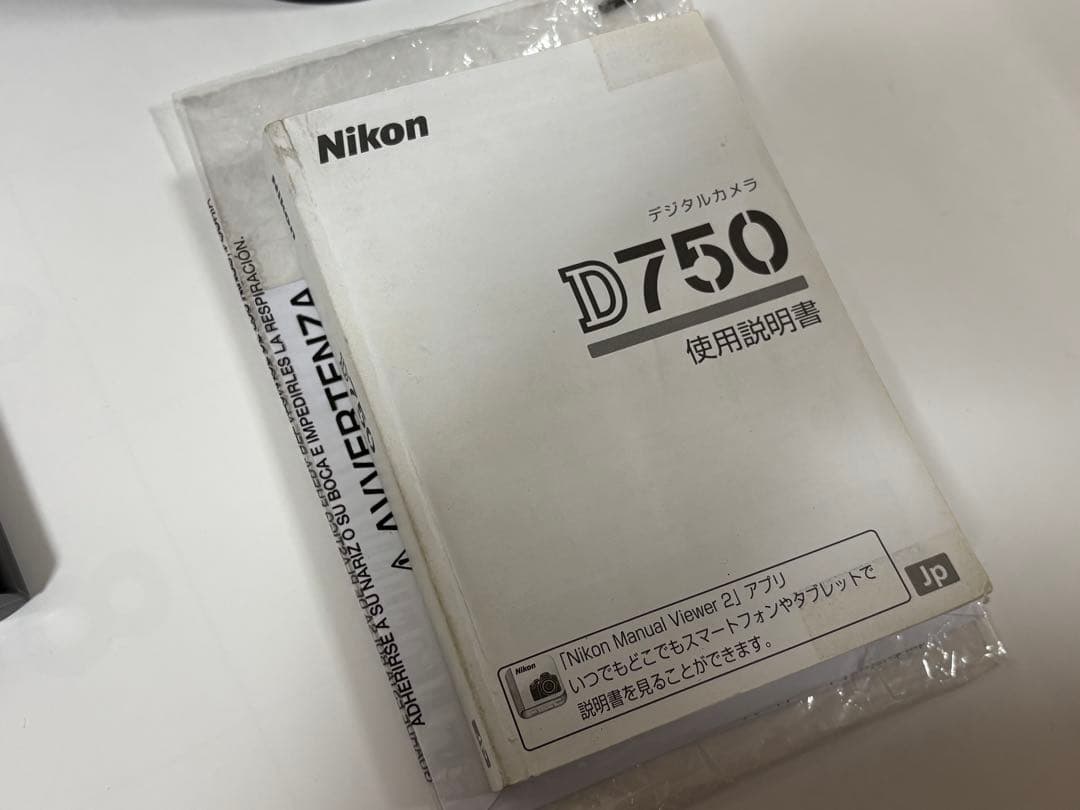 Nikon
デジタルカメラ
D750
使用説明書
Jp
「Nikon Manual Viewer 2」アプリ
いつでもどこでもスマートフォンやタブレットで
説明書を見ることができます。
Nikon
AVVERTENZA
ADHERIRSE A SU NARIZ O SU BOCA E IMPEDIRLES LA RESPIRACIÓN.